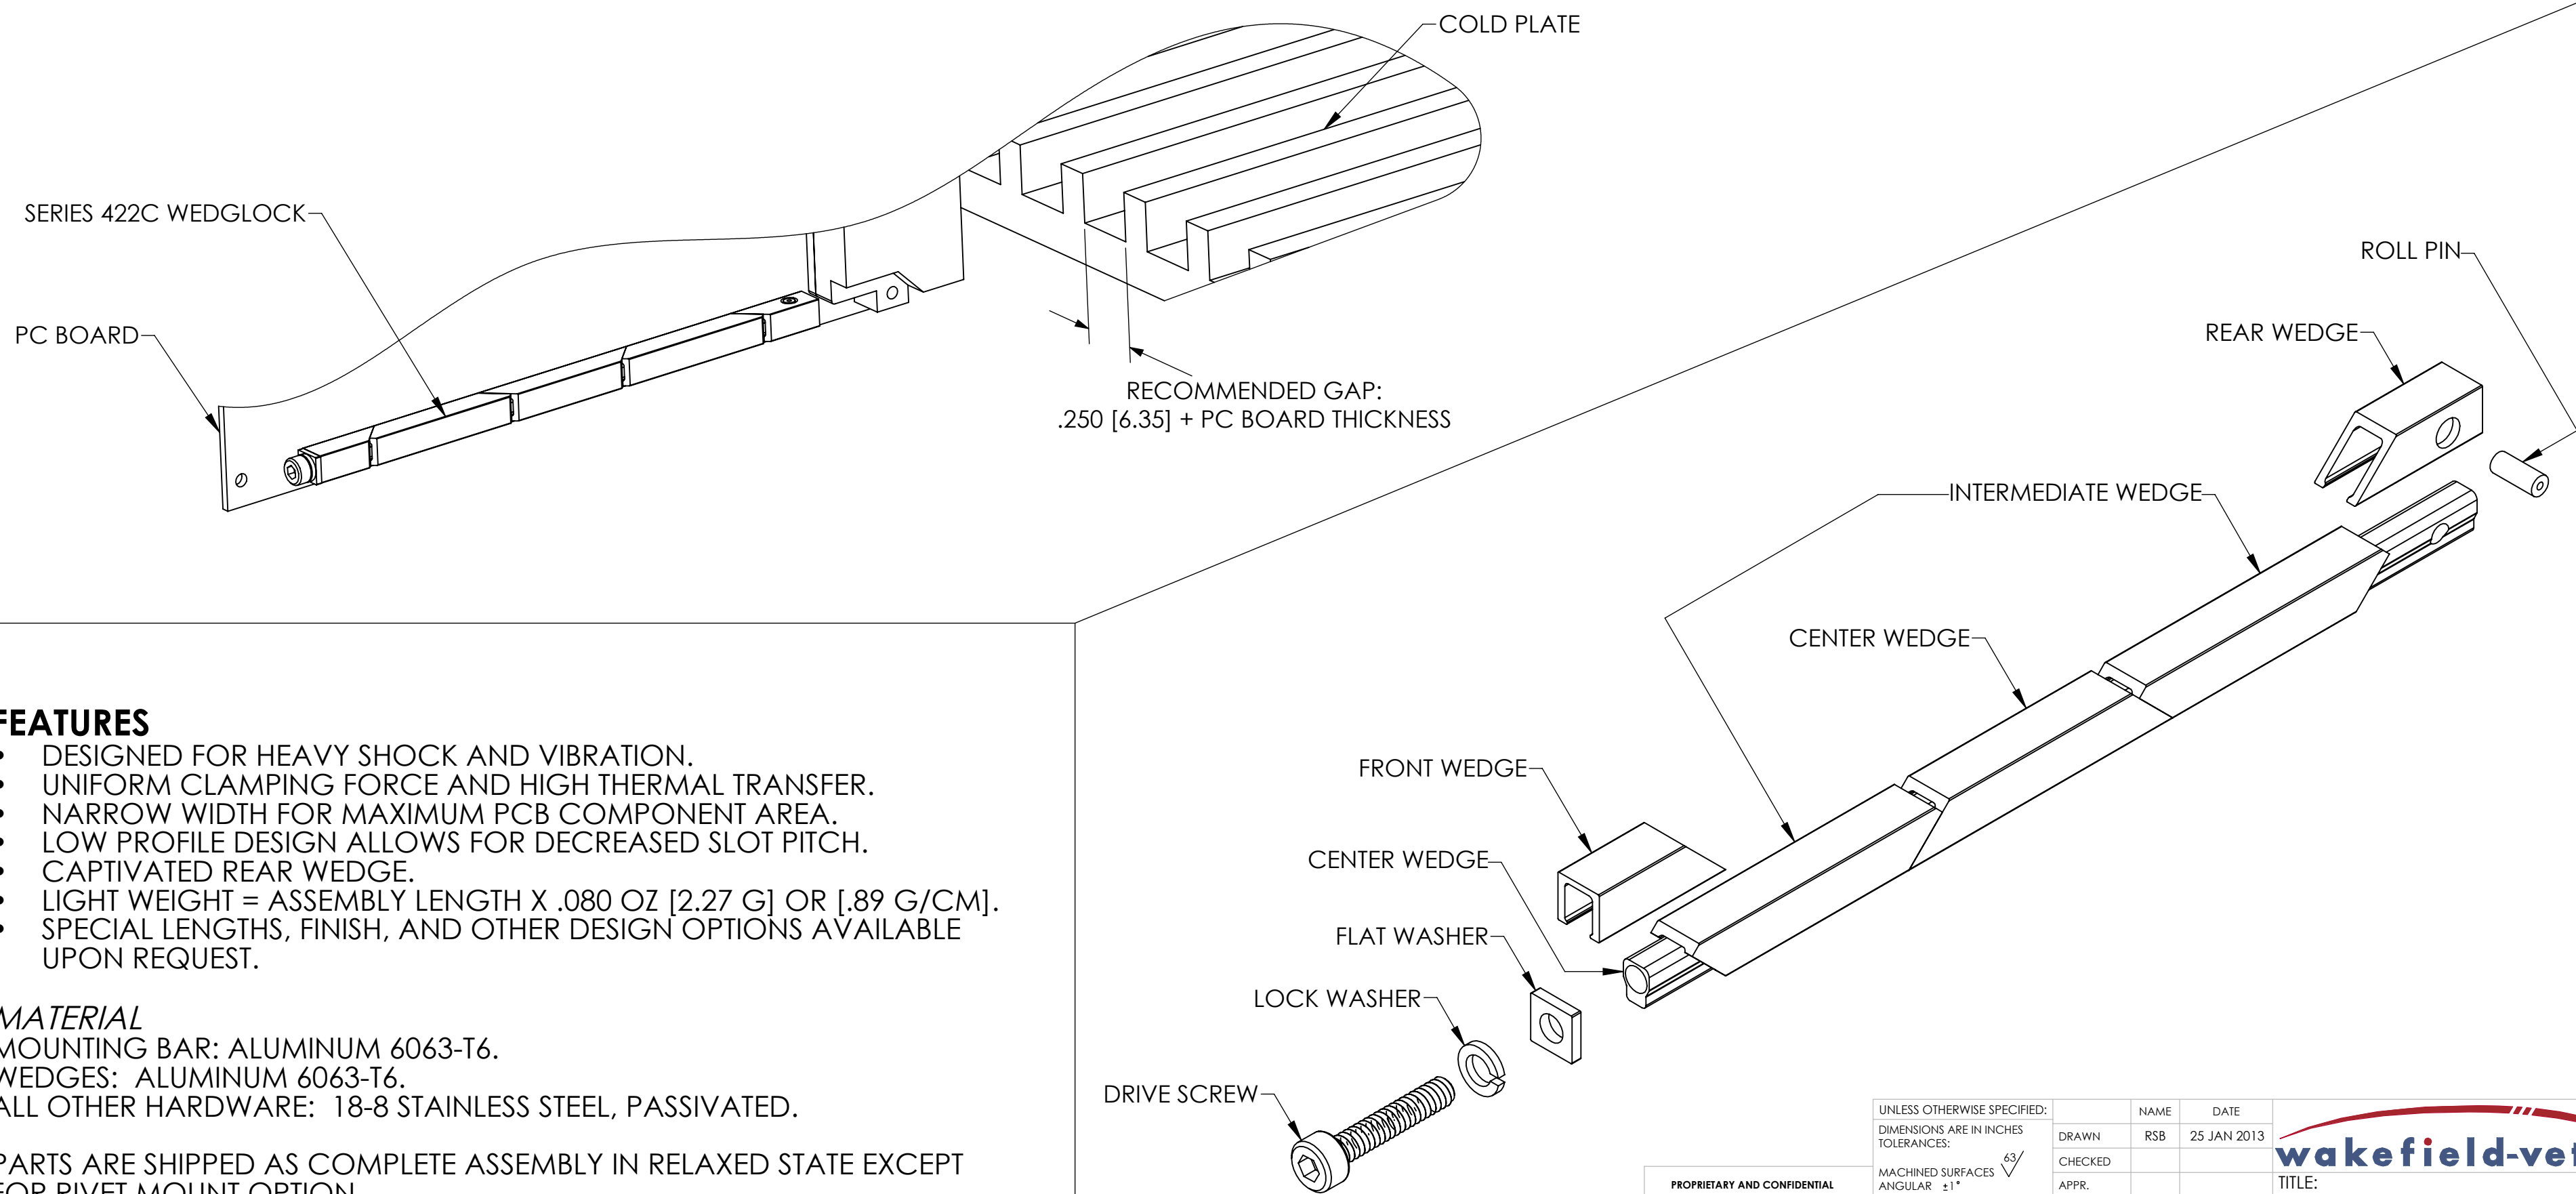 COLD PLATE
SERIES 422C WEDGLOCK
PC BOARD
RECOMMENDED GAP:
.250 [6.35] + PC BOARD THICKNESS
ROLL PIN
REAR WEDGE
INTERMEDIATE WEDGE
CENTER WEDGE
FRONT WEDGE
CENTER WEDGE
FLAT WASHER
LOCK WASHER
DRIVE SCREW
FEATURES
• DESIGNED FOR HEAVY SHOCK AND VIBRATION.
• UNIFORM CLAMPING FORCE AND HIGH THERMAL TRANSFER.
• NARROW WIDTH FOR MAXIMUM PCB COMPONENT AREA.
• LOW PROFILE DESIGN ALLOWS FOR DECREASED SLOT PITCH.
• CAPTIVATED REAR WEDGE.
• LIGHT WEIGHT = ASSEMBLY LENGTH X .080 OZ [2.27 G] OR [.89 G/CM].
• SPECIAL LENGTHS, FINISH, AND OTHER DESIGN OPTIONS AVAILABLE
UPON REQUEST.
MATERIAL
MOUNTING BAR: ALUMINUM 6063-T6.
WEDGES: ALUMINUM 6063-T6.
ALL OTHER HARDWARE: 18-8 STAINLESS STEEL, PASSIVATED.
PARTS ARE SHIPPED AS COMPLETE ASSEMBLY IN RELAXED STATE EXCEPT
FOR RIVET MOUNT OPTION
PROPRIETARY AND CONFIDENTIAL
UNLESS OTHERWISE SPECIFIED:
DIMENSIONS ARE IN INCHES
TOLERANCES:
MACHINED SURFACES 63
ANGULAR ±1°
NAME DATE
DRAWN RSB 25 JAN 2013
CHECKED
APPR.
wakefield-vet
TITLE: